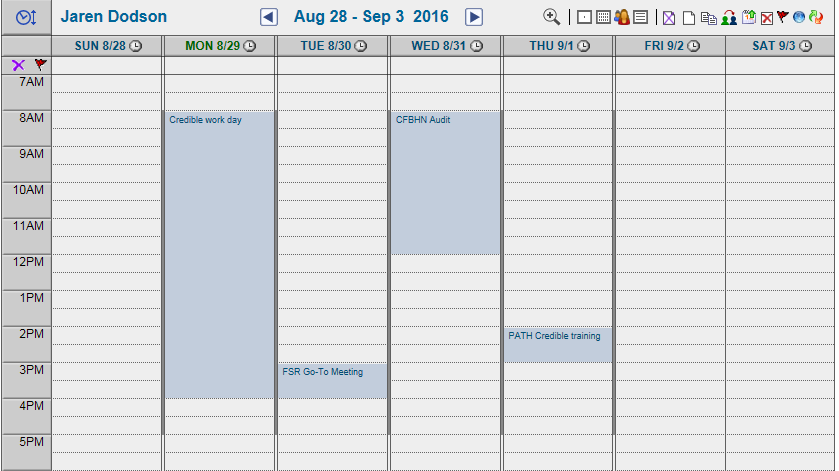 Jaren Dodson
Aug 28 - Sep 3 2016
SUN 8/28 MON 8/29 TUE 8/30 WED 8/31 THU 9/1 FRI 9/2 SAT 9/3
7AM
8AM
Credible work day
CFBHN Audit
9AM
10AM
11AM
12PM
1PM
2PM
PATH Credible training
3PM
FSR Go-To Meeting
4PM
5PM